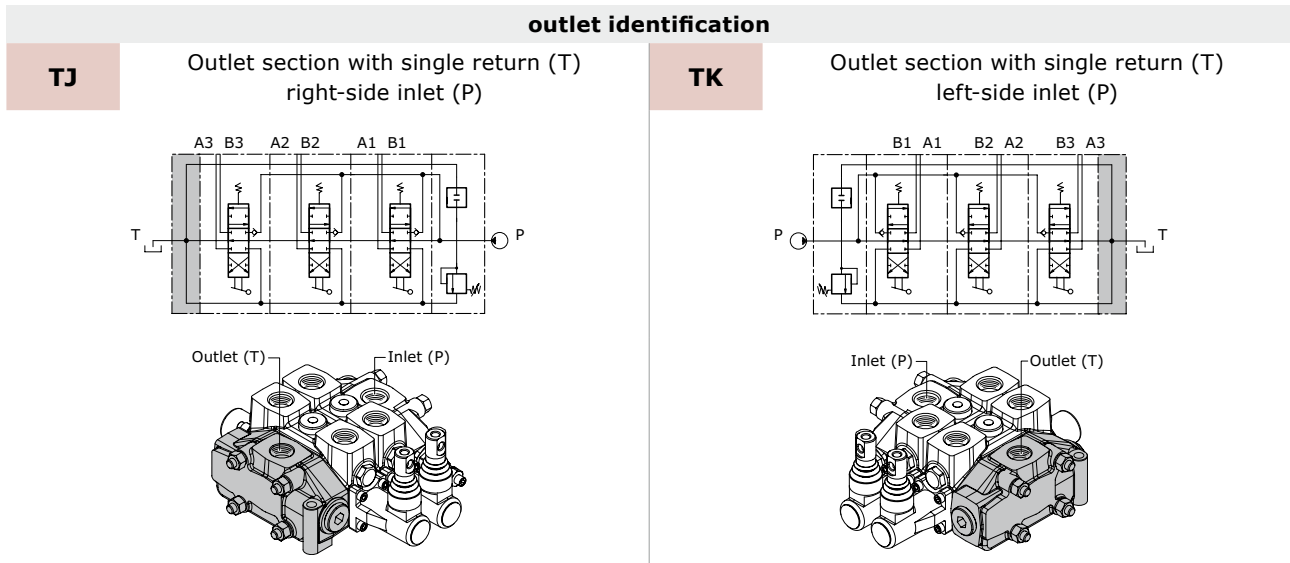 outlet identification
TJ
Outlet section with single return (T)
right-side inlet (P)
A3 B3 A2 B2 A1 B1
T
P
Outlet (T)
Inlet (P)
TK
Outlet section with single return (T)
left-side inlet (P)
B1 A1 B2 A2 B3 A3
P
T
Inlet (P)
Outlet (T)